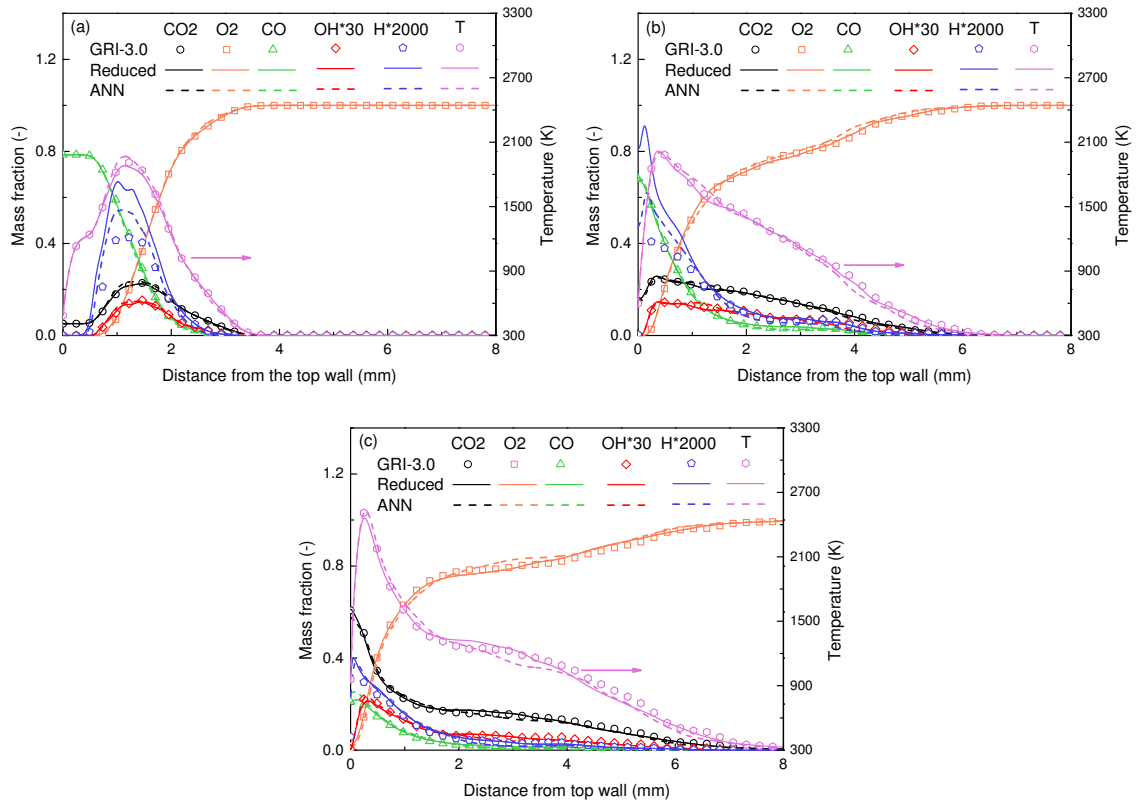 (a) CO2 O2 CO OH*30 H*2000 T
GRI-3.0
Reduced
ANN
1.2
0.8
0.4
0.0
Mass fraction (-)
0 2 4 6 8
Distance from the top wall (mm)
3300
2700
2100
1500
900
300
Temperature (K)
(b) CO2 O2 CO OH*30 H*2000 T
GRI-3.0
Reduced
ANN
1.2
0.8
0.4
0.0
Mass fraction (-)
0 2 4 6 8
Distance from the top wall (mm)
3300
2700
2100
1500
900
300
Temperature (K)
(c) CO2 O2 CO OH*30 H*2000 T
GRI-3.0
Reduced
ANN
1.2
0.8
0.4
0.0
Mass fraction (-)
0 2 4 6 8
Distance from the top wall (mm)
3300
2700
2100
1500
900
300
Temperature (K)